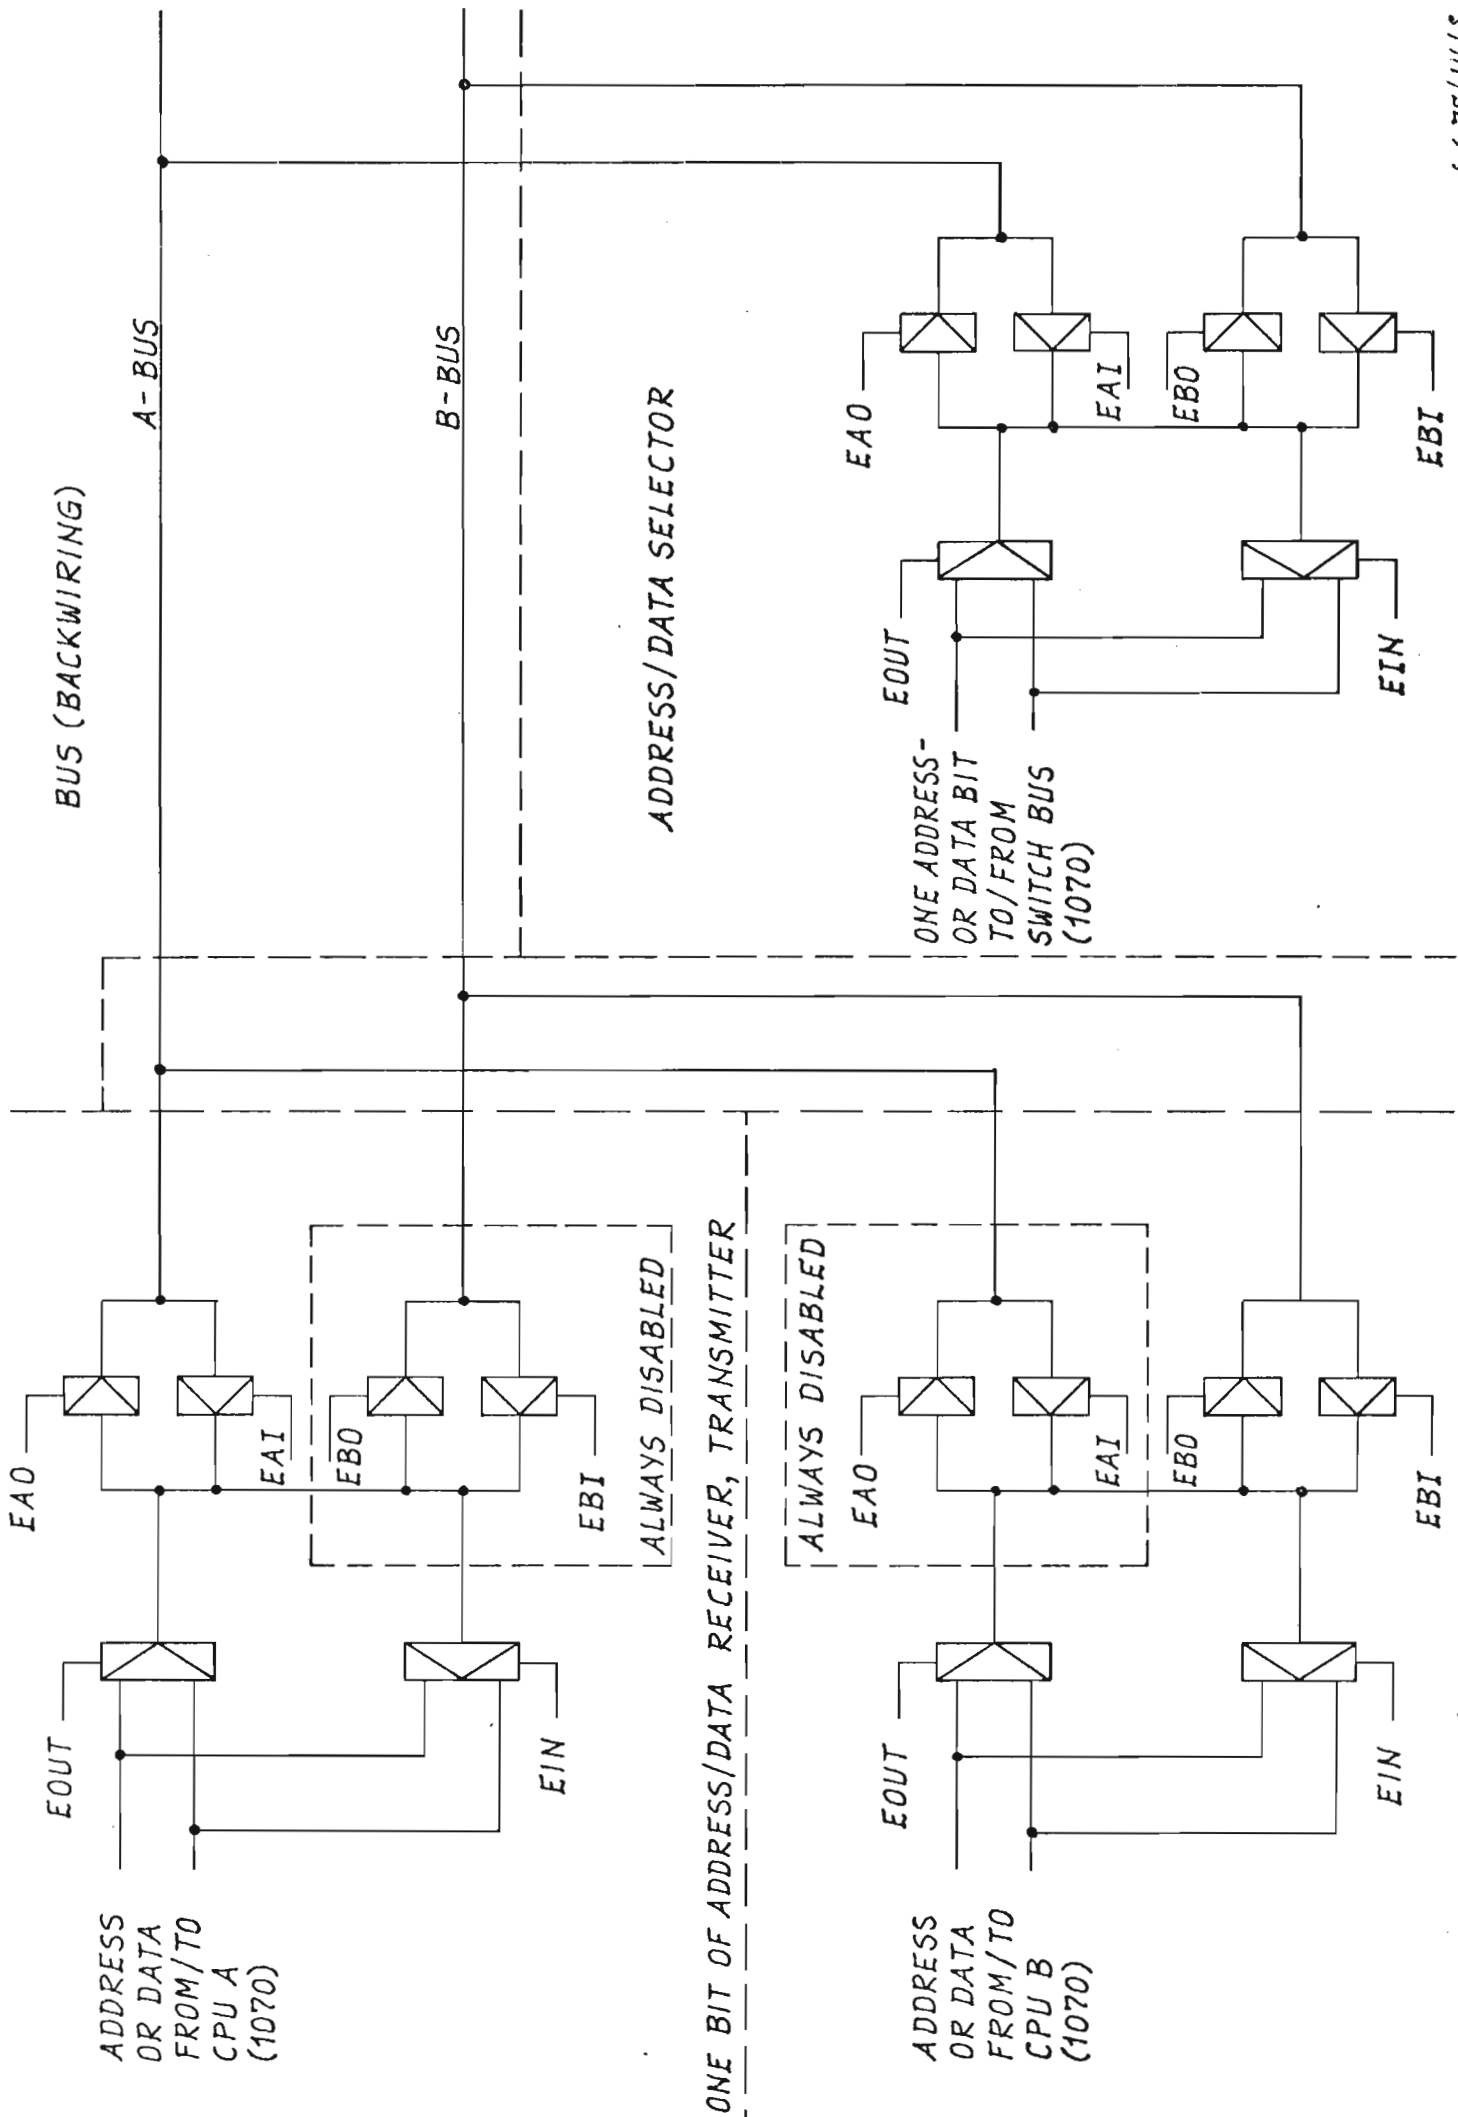 BUS (BACKWIRING)
A-BUS
B-BUS
EAO
EAI
EBO
EBI
EOUT
EIN
ALWAYS DISABLED
ADDRESS
OR DATA
FROM/TO
CPU A
(1070)
ONE BIT OF ADDRESS/DATA RECEIVER, TRANSMITTER
ALWAYS DISABLED
EAO
EAI
EBO
EBI
EOUT
EIN
ADDRESS
OR DATA
FROM/TO
CPU B
(1070)
ADDRESS/DATA SELECTOR
EAO
EAI
EBO
EBI
EOUT
EIN
ONE ADDRESS-
OR DATA BIT
TO/FROM
SWITCH BUS
(1070)